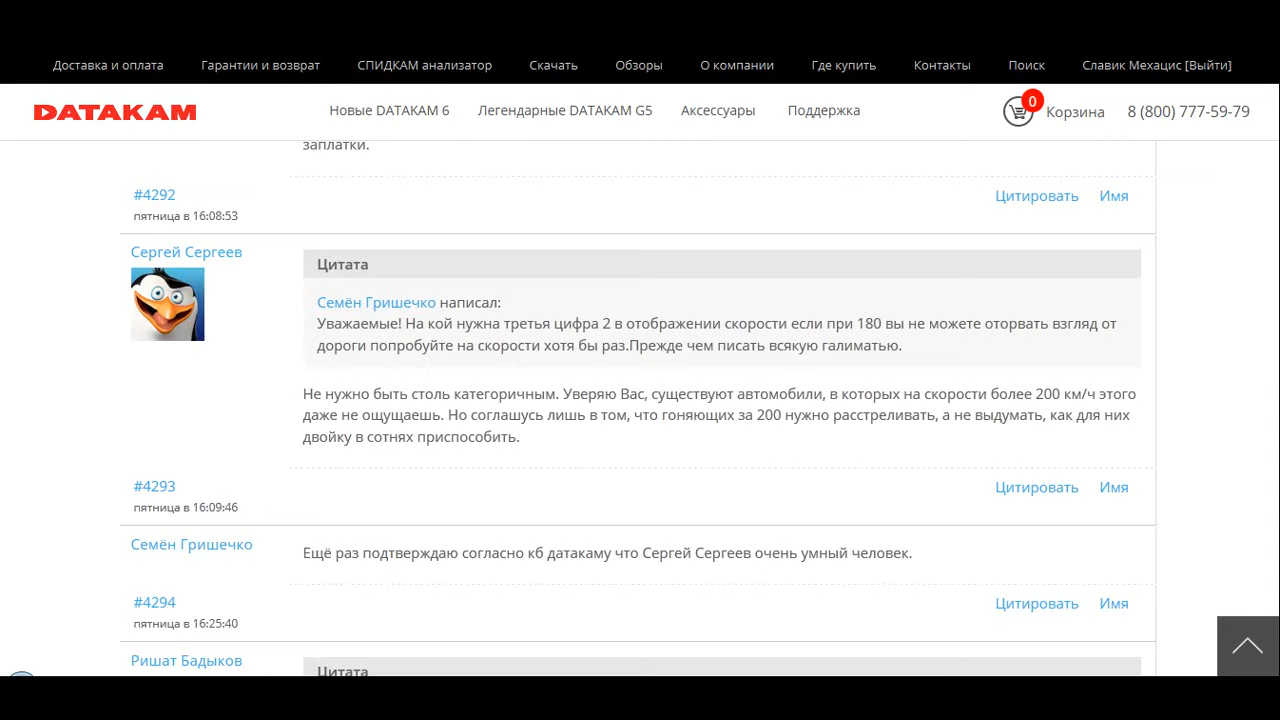 Доставка и оплата Гарантии и возврат СПИДКАМ анализатор Скачать Обзоры О компании Где купить Контакты Поиск Славик Мехацис [Выйти]
DATAKAM Новые DATAKAM 6 Легендарные DATAKAM G5 Аксессуары Поддержка 0 Корзина 8 (800) 777-59-79
заплатки.
#4292 Цитировать Имя
пятница в 16:08:53
Сергей Сергеев
Цитата
Семён Гришечко написал:
Уважаемые! На кой нужна третья цифра 2 в отображении скорости если при 180 вы не можете оторвать взгляд от
дороги попробуйте на скорости хотя бы раз.Прежде чем писать всякую галиматью.
Не нужно быть столь категоричным. Уверяю Вас, существуют автомобили, в которых на скорости более 200 км/ч этого
даже не ощущаешь. Но соглашусь лишь в том, что гоняющих за 200 нужно расстреливать, а не выдумать, как для них
двойку в сотнях приспособить.
#4293 Цитировать Имя
пятница в 16:09:46
Семён Гришечко
Ещё раз подтверждаю согласно кб датакаму что Сергей Сергеев очень умный человек.
#4294 Цитировать Имя
пятница в 16:25:40
Ришат Бадыков
Цитата